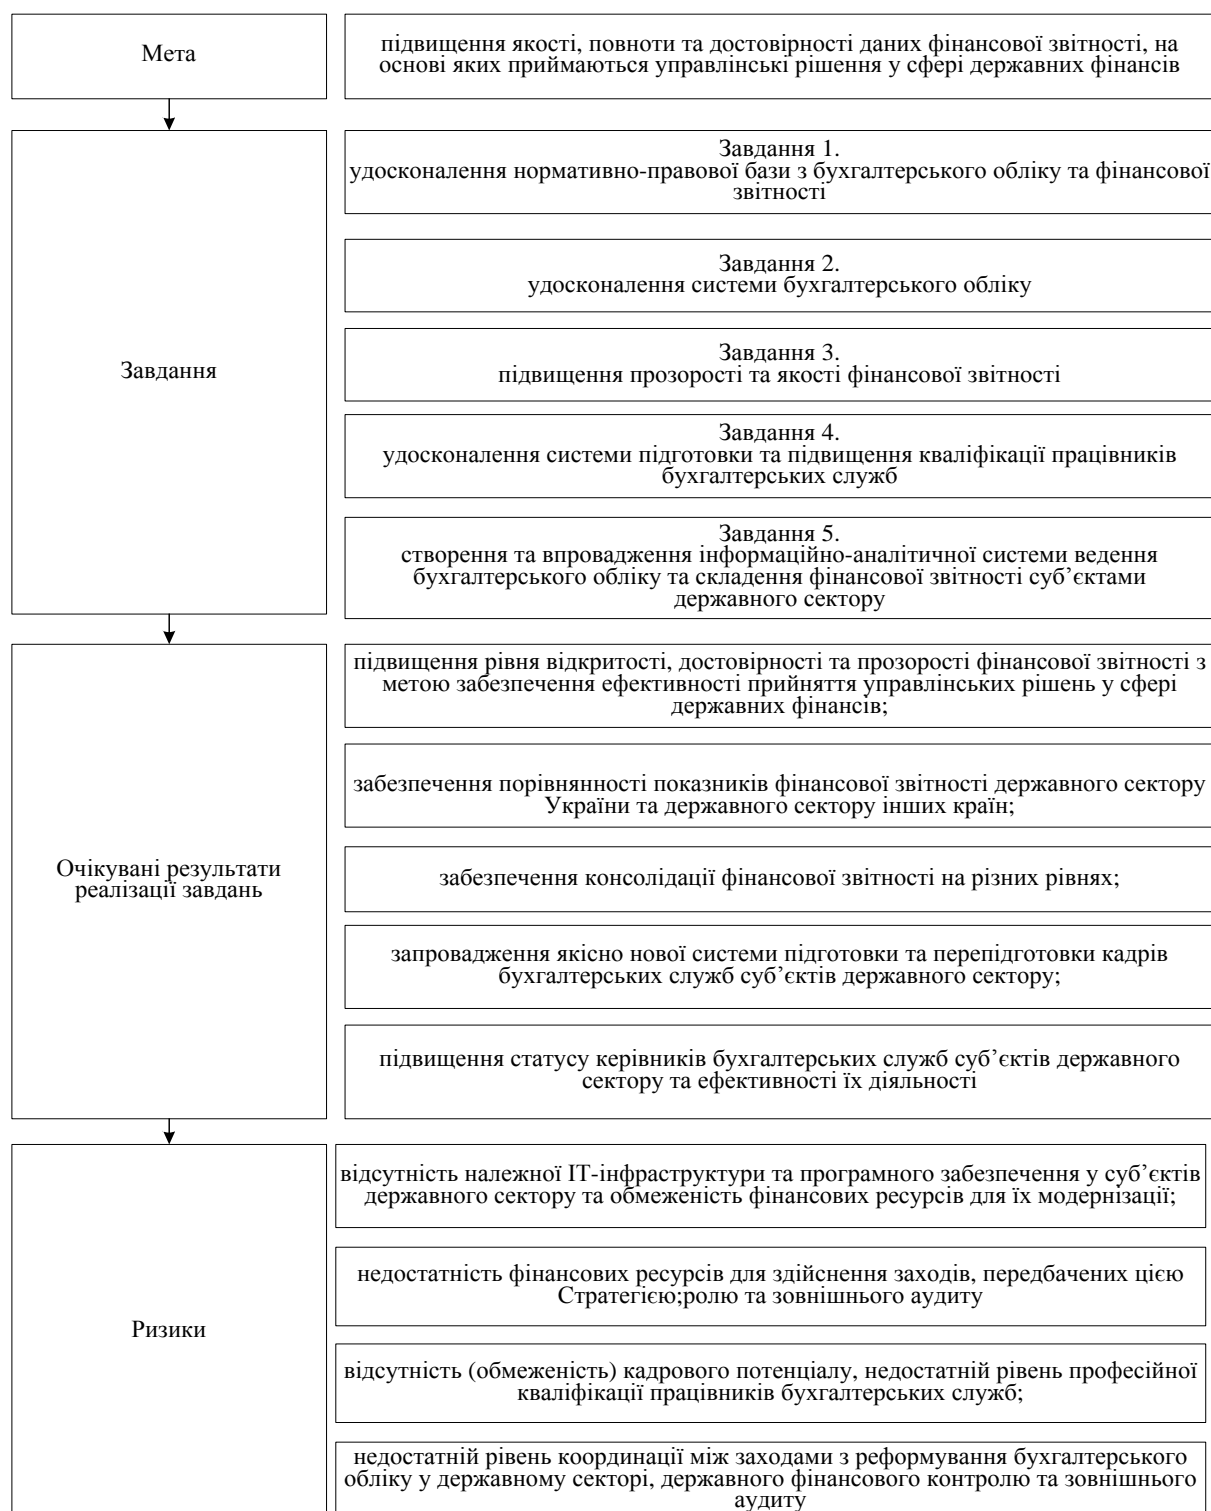 Мета
підвищення якості, повноти та достовірності даних фінансової звітності, на
основі яких приймаються управлінські рішення у сфері державних фінансів
Завдання
Завдання 1.
удосконалення нормативно-правової бази з бухгалтерського обліку та фінансової
звітності
Завдання 2.
удосконалення системи бухгалтерського обліку
Завдання 3.
підвищення прозорості та якості фінансової звітності
Завдання 4.
удосконалення системи підготовки та підвищення кваліфікації працівників
бухгалтерських служб
Завдання 5.
створення та впровадження інформаційно-аналітичної системи ведення
бухгалтерського обліку та складення фінансової звітності суб’єктами
державного сектору
Очікувані результати
реалізації завдань
підвищення рівня відкритості, достовірності та прозорості фінансової звітності з
метою забезпечення ефективності прийняття управлінських рішень у сфері
державних фінансів;
забезпечення порівнянності показників фінансової звітності державного сектору
України та державного сектору інших країн;
забезпечення консолідації фінансової звітності на різних рівнях;
запровадження якісно нової системи підготовки та перепідготовки кадрів
бухгалтерських служб суб’єктів державного сектору;
підвищення статусу керівників бухгалтерських служб суб’єктів державного
сектору та ефективності їх діяльності
Ризики
відсутність належної ІТ-інфраструктури та програмного забезпечення у суб’єктів
державного сектору та обмеженість фінансових ресурсів для їх модернізації;
недостатність фінансових ресурсів для здійснення заходів, передбачених цією
Стратегією;ролю та зовнішнього аудиту
відсутність (обмеженість) кадрового потенціалу, недостатній рівень професійної
кваліфікації працівників бухгалтерських служб;
недостатній рівень координації між заходами з реформування бухгалтерського
обліку у державному секторі, державного фінансового контролю та зовнішнього
аудиту